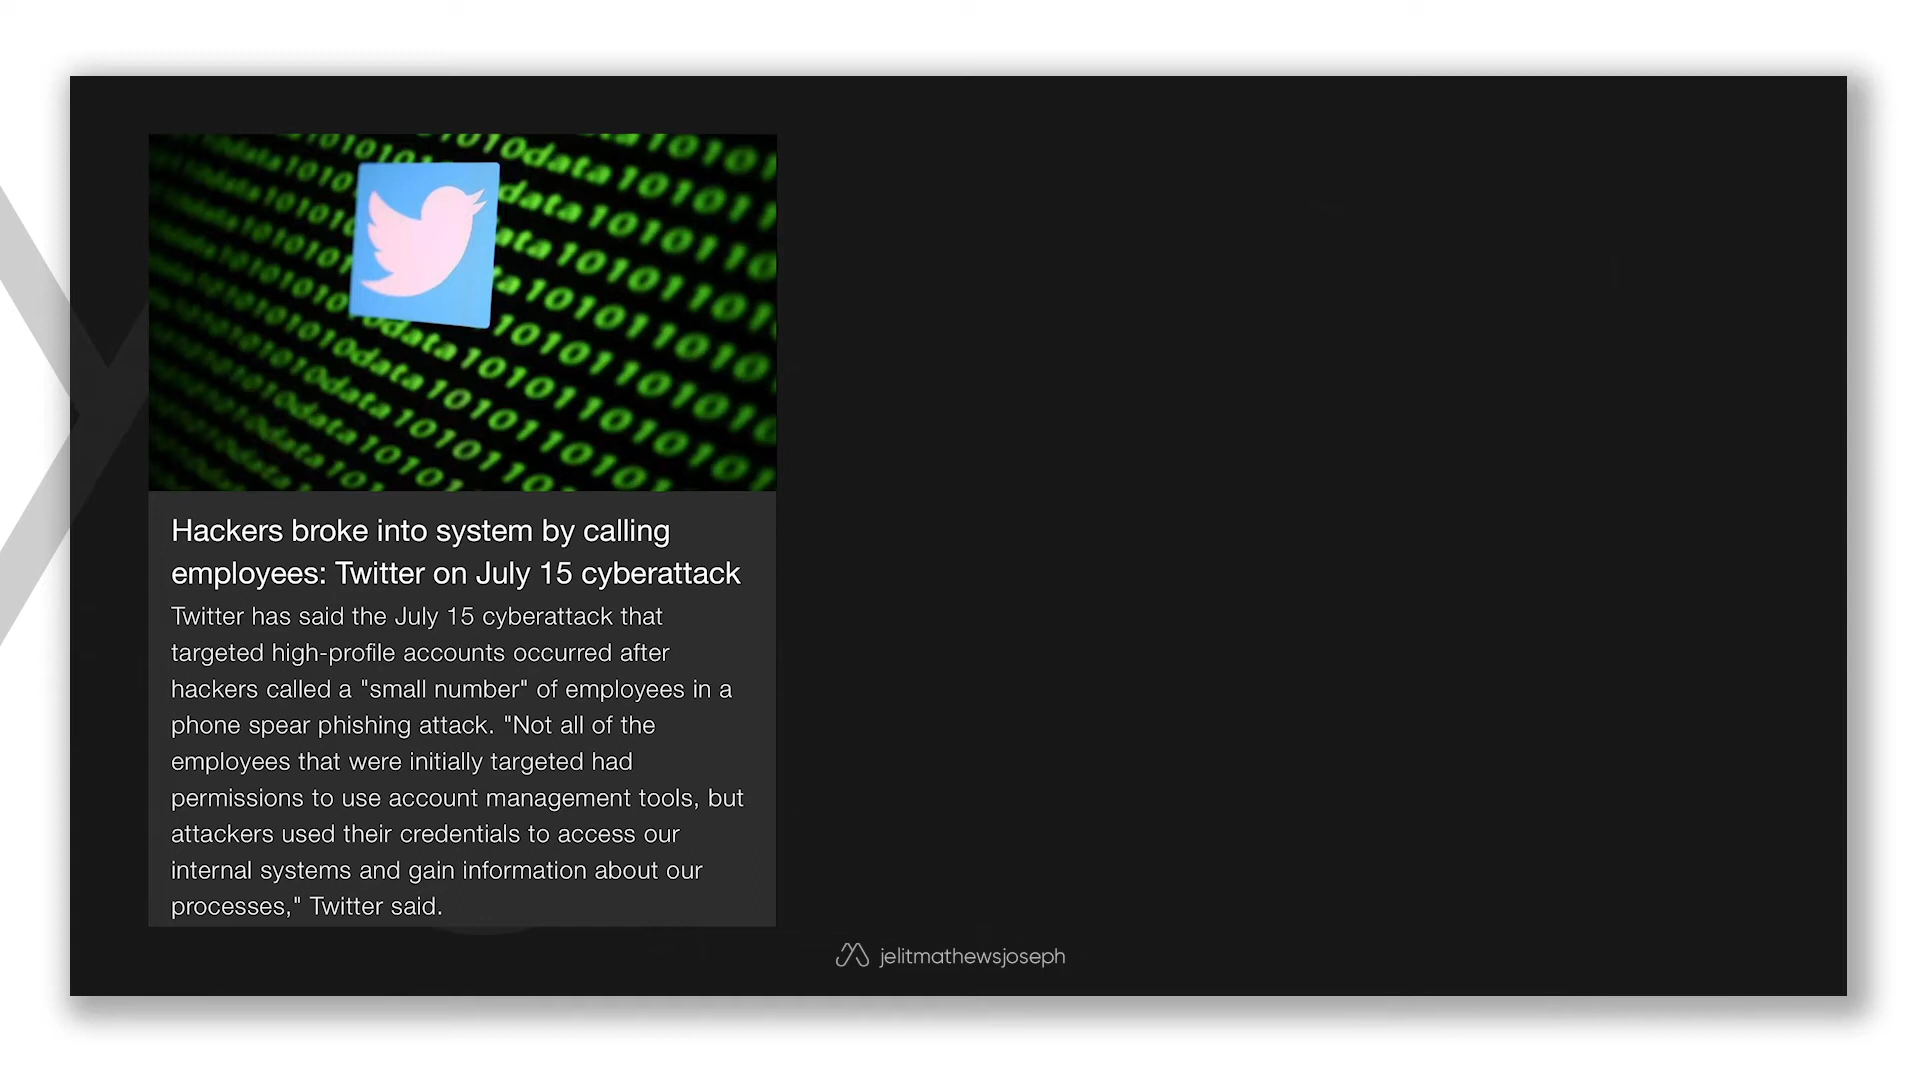 Hackers broke into system by calling
employees: Twitter on July 15 cyberattack
Twitter has said the July 15 cyberattack that
targeted high-profile accounts occurred after
hackers called a "small number" of employees in a
phone spear phishing attack. "Not all of the
employees that were initially targeted had
permissions to use account management tools, but
attackers used their credentials to access our
internal systems and gain information about our
processes," Twitter said.
jelitmathewsjoseph